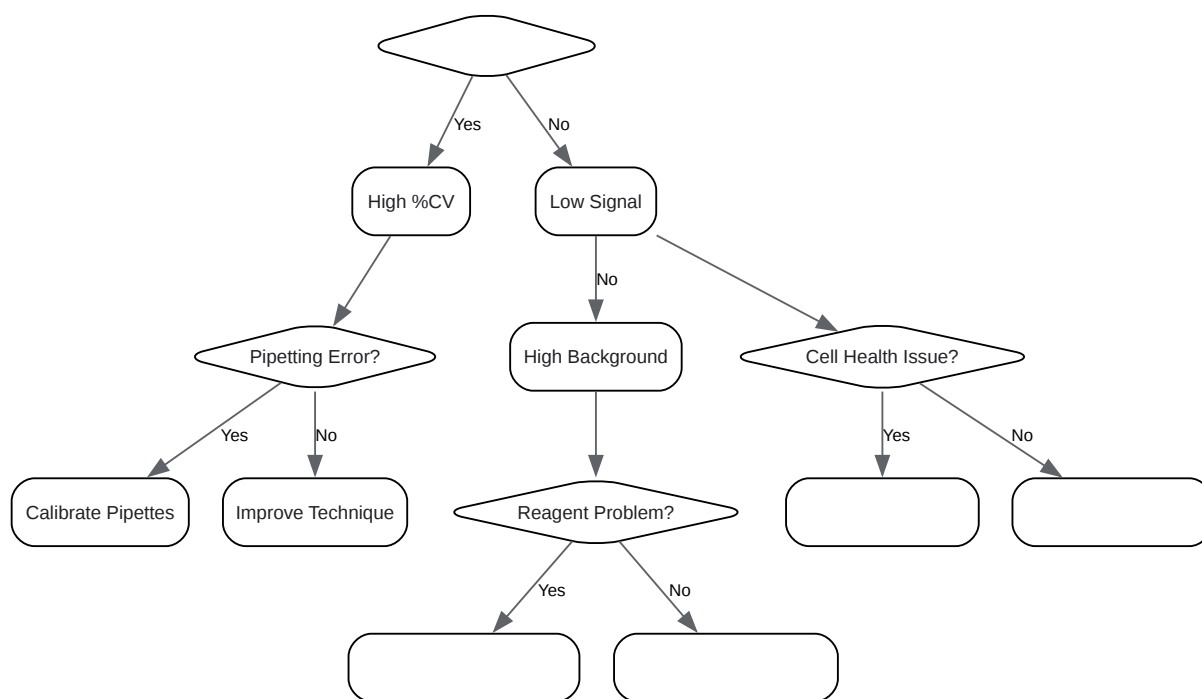 Yes
No
High %CV
Low Signal
No
Pipetting Error?
High Background
Cell Health Issue?
Yes
No
Yes
No
Calibrate Pipettes
Improve Technique
Reagent Problem?
Yes
No